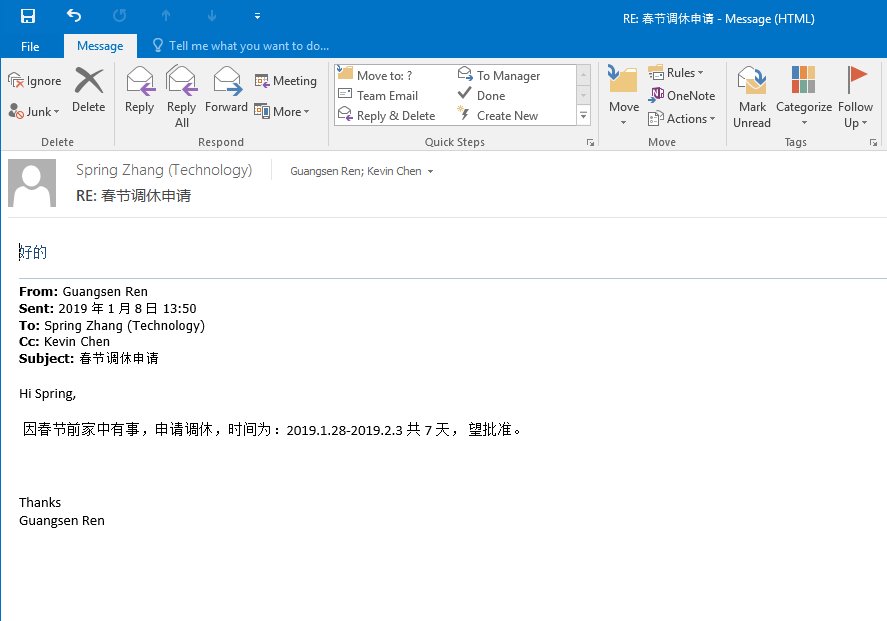 RE: 春节调休申请 - Message (HTML)
File Message Tell me what you want to do...
Ignore
Junk
Delete
Delete
Reply
Reply All
Forward
Meeting
More
Respond
Move to: ?
Team Email
Reply & Delete
To Manager
Done
Create New
Quick Steps
Move
Rules
OneNote
Actions
Move
Mark Unread
Categorize
Follow Up
Tags
Spring Zhang (Technology) Guangsen Ren; Kevin Chen
RE: 春节调休申请
好的
From: Guangsen Ren
Sent: 2019 年 1 月 8 日 13:50
To: Spring Zhang (Technology)
Cc: Kevin Chen
Subject: 春节调休申请
Hi Spring,
因春节前家中有事，申请调休，时间为：2019.1.28-2019.2.3 共 7 天， 望批准。
Thanks
Guangsen Ren